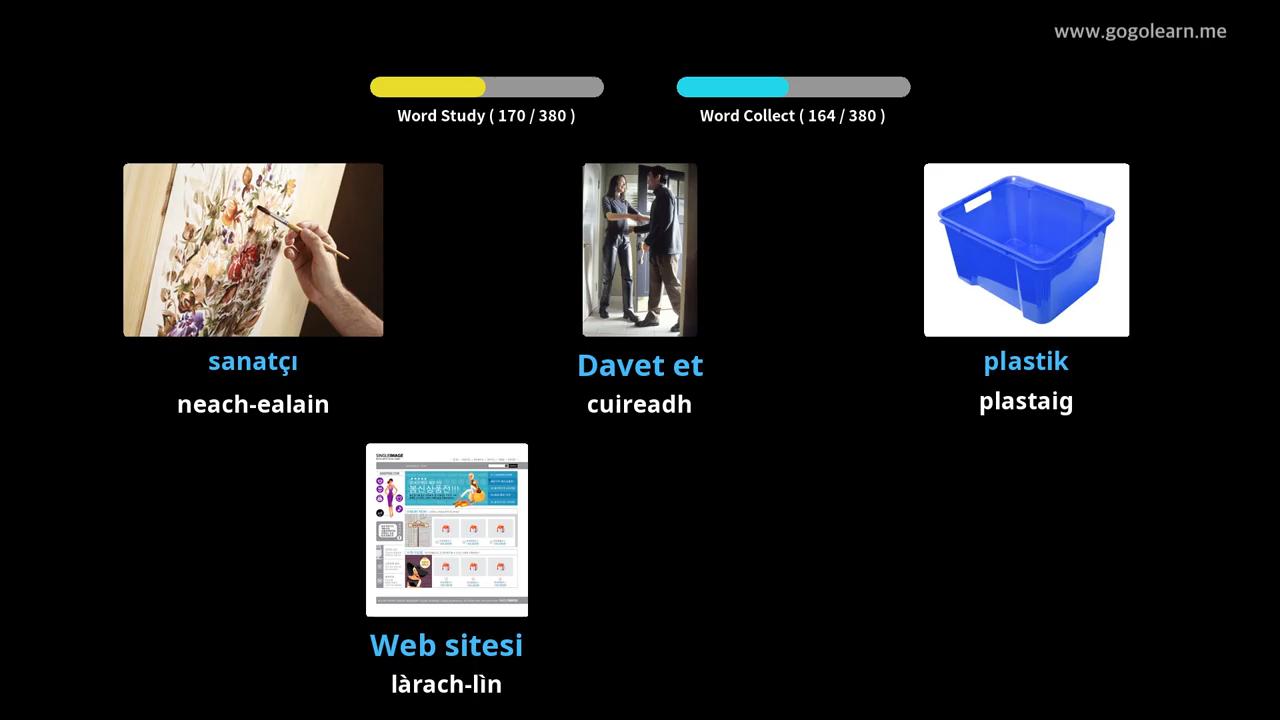 www.gogolearn.me
Word Study ( 170 / 380 )
Word Collect ( 164 / 380 )
sanatçı
neach-ealain
Davet et
cuireadh
plastik
plastaig
Web sitesi
làrach-lìn